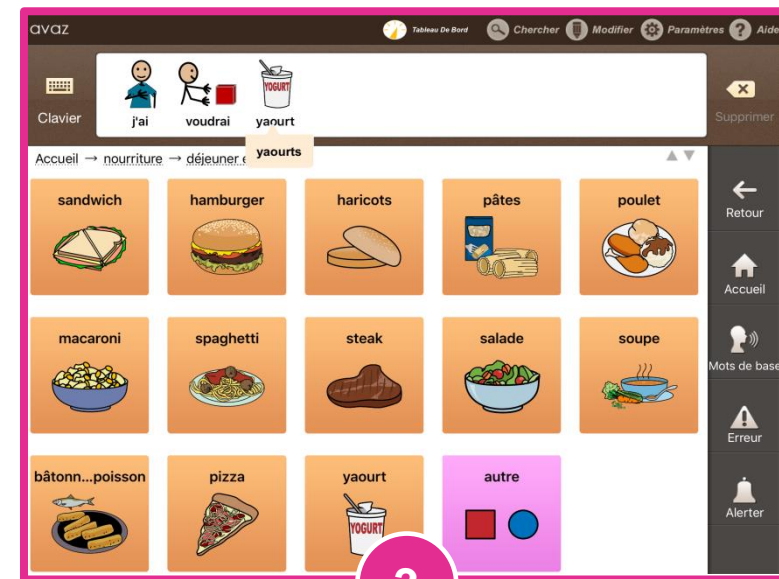 avaz
Tableau De Bord Chercher Modifier Paramètres Aide
Clavier
YOGURT
j'ai voudrai yaourt
Supprimer
yaourts
Accueil → nourriture → déjeuner
Retour
sandwich hamburger haricots pâtes poulet
Accueil
macaroni spaghetti steak salade soupe
Mots de base
Erreur
bâtonn...poisson pizza yaourt autre
YOGURT
Alerter